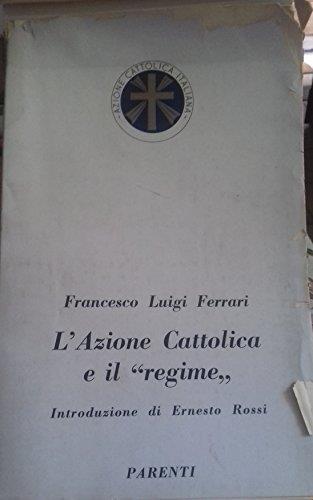 AZIONE CATTOLICA ITALIANA
Francesco Luigi Ferrari
L'Azione Cattolica
e il “regime„
Introduzione di Ernesto Rossi
PARENTI